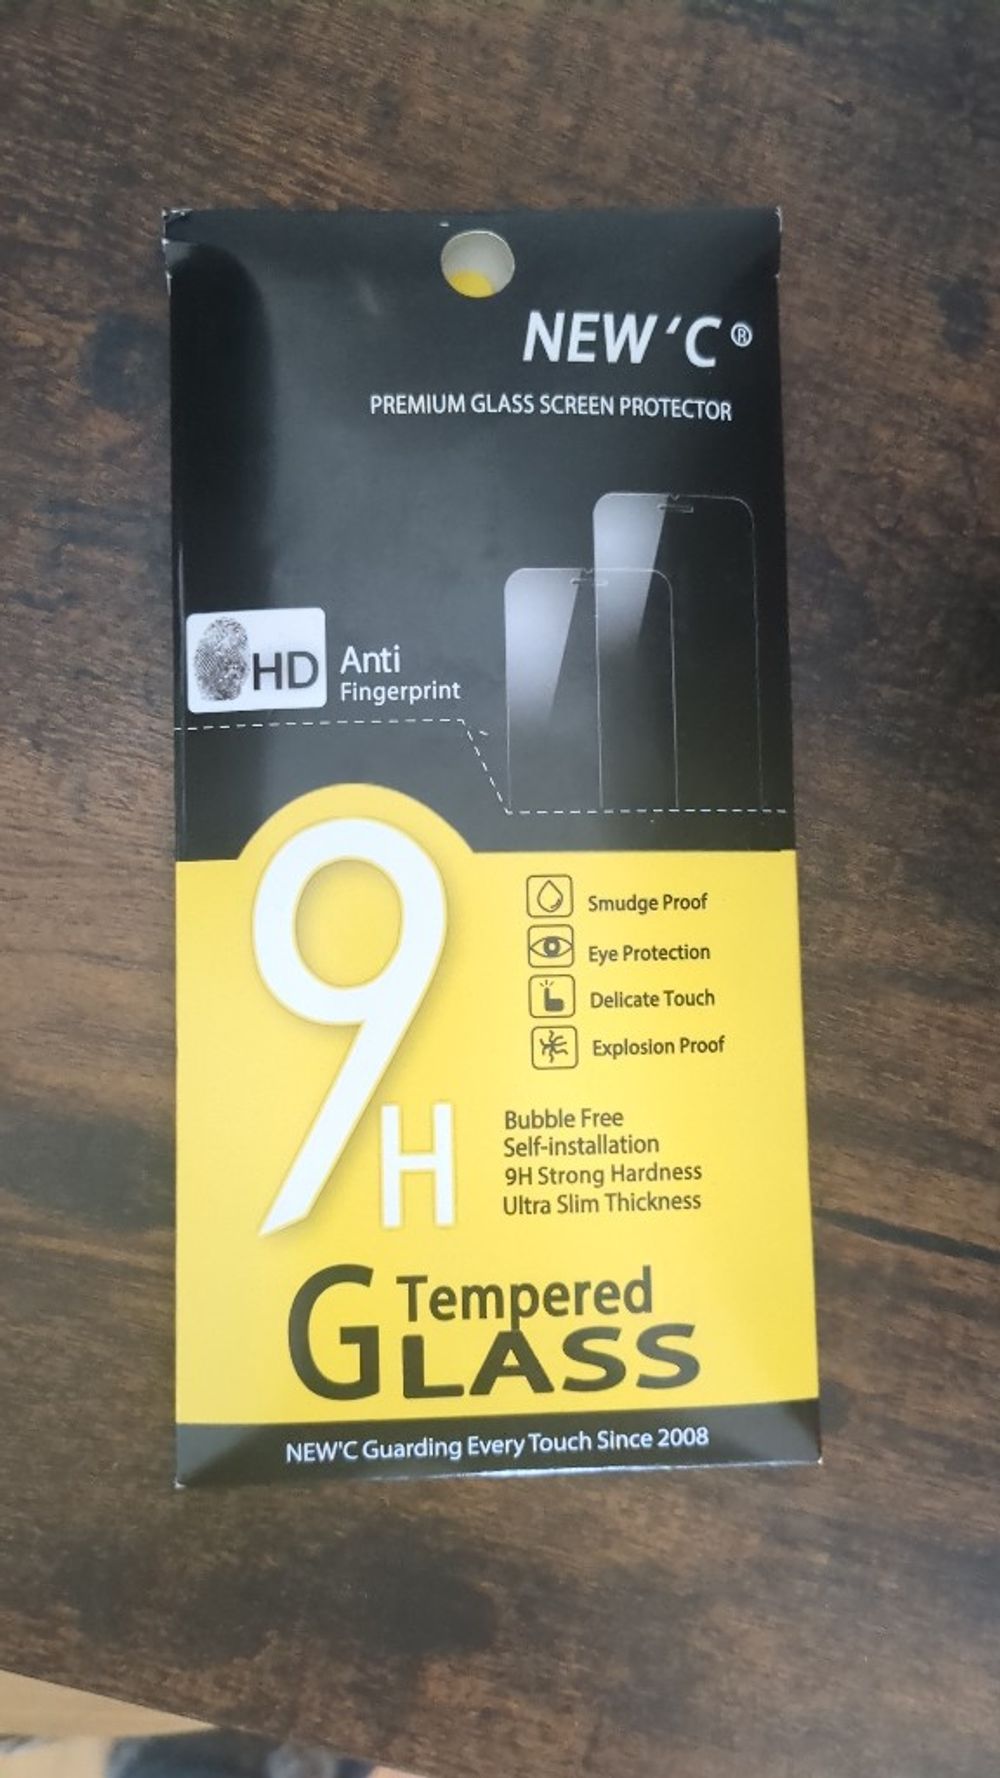 NEW'C®
PREMIUM GLASS SCREEN PROTECTOR
HD
Anti
Fingerprint
9H
Smudge Proof
Eye Protection
Delicate Touch
Explosion Proof
Bubble Free
Self-installation
9H Strong Hardness
Ultra Slim Thickness
Tempered
GLASS
NEW'C Guarding Every Touch Since 2008